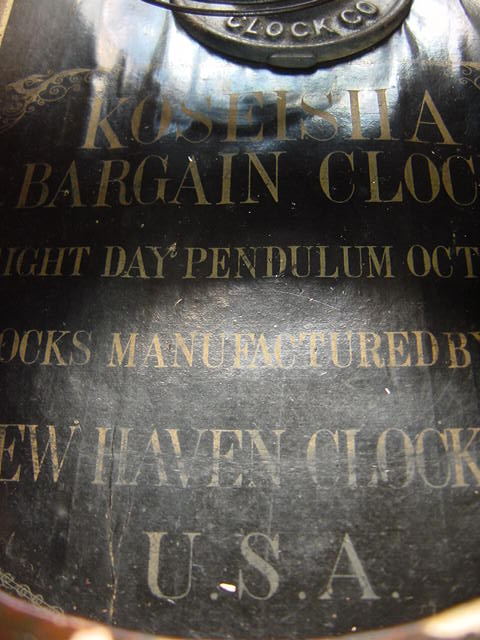 CLOCK CO
KOSEISHA
BARGAIN CLOC
IGHT DAY PENDULUM OCT
OCKS MANUFACTURED BY
EW HAVEN CLOCK
U.S.A.